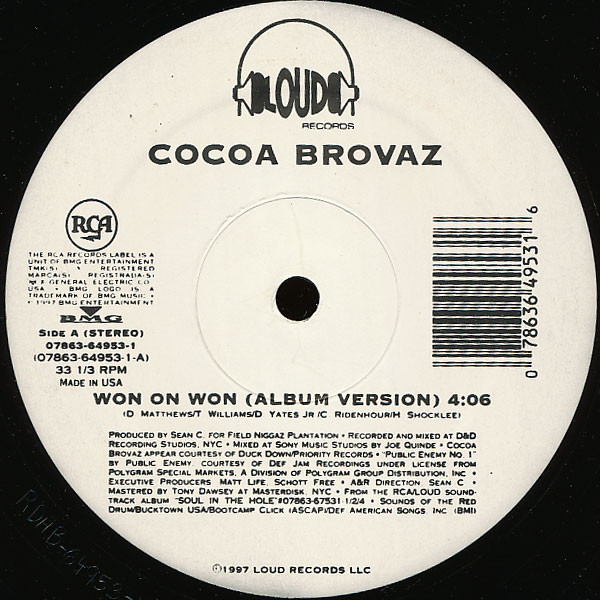 LOUD
RECORDS
COCOA BROVAZ
RCA
THE RCA RECORDS LABEL IS A
UNIT OF BMG ENTERTAINMENT
TMK(S) REGISTERED
MARCA(S) REGISTRADA(S)
GENERAL ELECTRIC CO.
USA • BMG LOGO IS A
TRADEMARK OF BMG MUSIC •
© 1997 BMG ENTERTAINMENT
BMG
SIDE A (STEREO)
07863-64953-1
(07863-64953-1-A)
33 1/3 RPM
MADE IN USA
0 78636 49531 6
WON ON WON (ALBUM VERSION) 4:06
(D MATTHEWS/T WILLIAMS/D YATES JR./C RIDENHOUR/H SHOCKLEE)
PRODUCED BY SEAN C. FOR FIELD NIGGAZ PLANTATION • RECORDED AND MIXED AT D&D
RECORDING STUDIOS, NYC • MIXED AT SONY MUSIC STUDIOS BY JOE QUINDE • COCOA
BROVAZ APPEAR COURTESY OF DUCK DOWN/PRIORITY RECORDS • "PUBLIC ENEMY NO. 1"
BY PUBLIC ENEMY, COURTESY OF DEF JAM RECORDINGS UNDER LICENSE FROM
POLYGRAM SPECIAL MARKETS, A DIVISION OF POLYGRAM GROUP DISTRIBUTION, INC •
EXECUTIVE PRODUCERS MATT LIFE, SCHOTT FREE • A&R DIRECTION: SEAN C •
MASTERED BY TONY DAWSEY AT MASTERDISK, NYC • FROM THE RCA/LOUD SOUND-
TRACK ALBUM "SOUL IN THE HOLE" #07863-67531-1/2/4 • SOUNDS OF THE RED
DRUM/BUCKTOWN USA/BOOTCAMP CLICK (ASCAP)/DEF AMERICAN SONGS, INC (BMI)
℗1997 LOUD RECORDS LLC